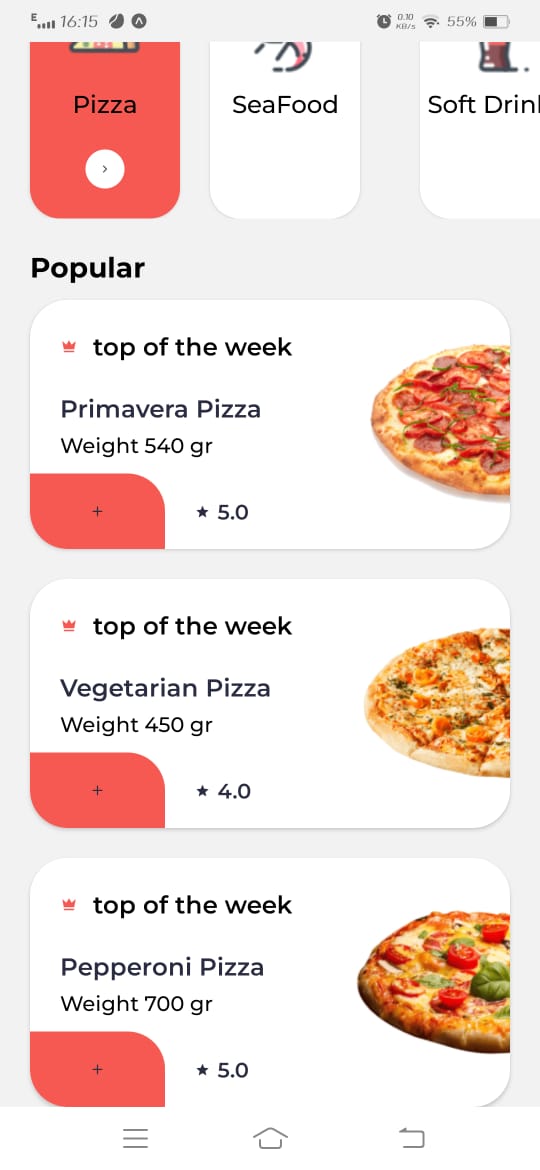 E 16:15 0.10 KB/s 55%
Pizza SeaFood Soft Drin
Popular
top of the week
Primavera Pizza
Weight 540 gr
+ 5.0
top of the week
Vegetarian Pizza
Weight 450 gr
+ 4.0
top of the week
Pepperoni Pizza
Weight 700 gr
+ 5.0